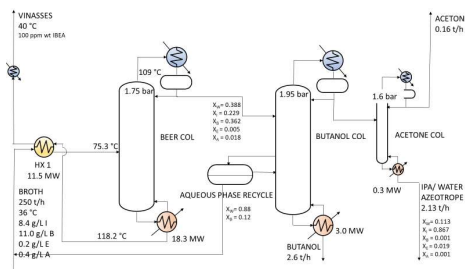 VINASSES
40 °C
100 ppm wt IBEA
ACETON
0.16 t/h
109 °C
1.75 bar
1.95 bar
1.6 bar
X_W=0.388
X_I=0.229
X_B=0.362
X_E=0.005
X_A=0.018
BEER COL
BUTANOL COL
ACETONE COL
75.3 °C
HX 1
11.5 MW
AQUEOUS PHASE RECYCLE
X_W=0.88
X_B=0.12
BROTH
250 t/h
36 °C
8.4 g/L I
11.0 g/L B
0.2 g/L E
0.4 g/L A
118.2 °C
18.3 MW
3.0 MW
BUTANOL
2.6 t/h
0.3 MW
IPA/ WATER
AZEOTROPE
2.13 t/h
X_W=0.113
X_I=0.867
X_B=0.001
X_E=0.019
X_A=0.001